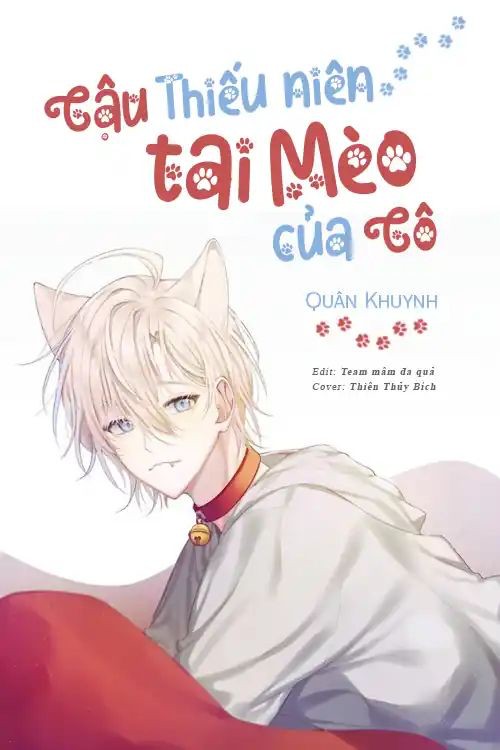 Cậu Thiếu niên
tai Mèo
của Cô
QUÂN KHUYNH
Edit: Team mâm đa quả
Cover: Thiên Thủy Bích